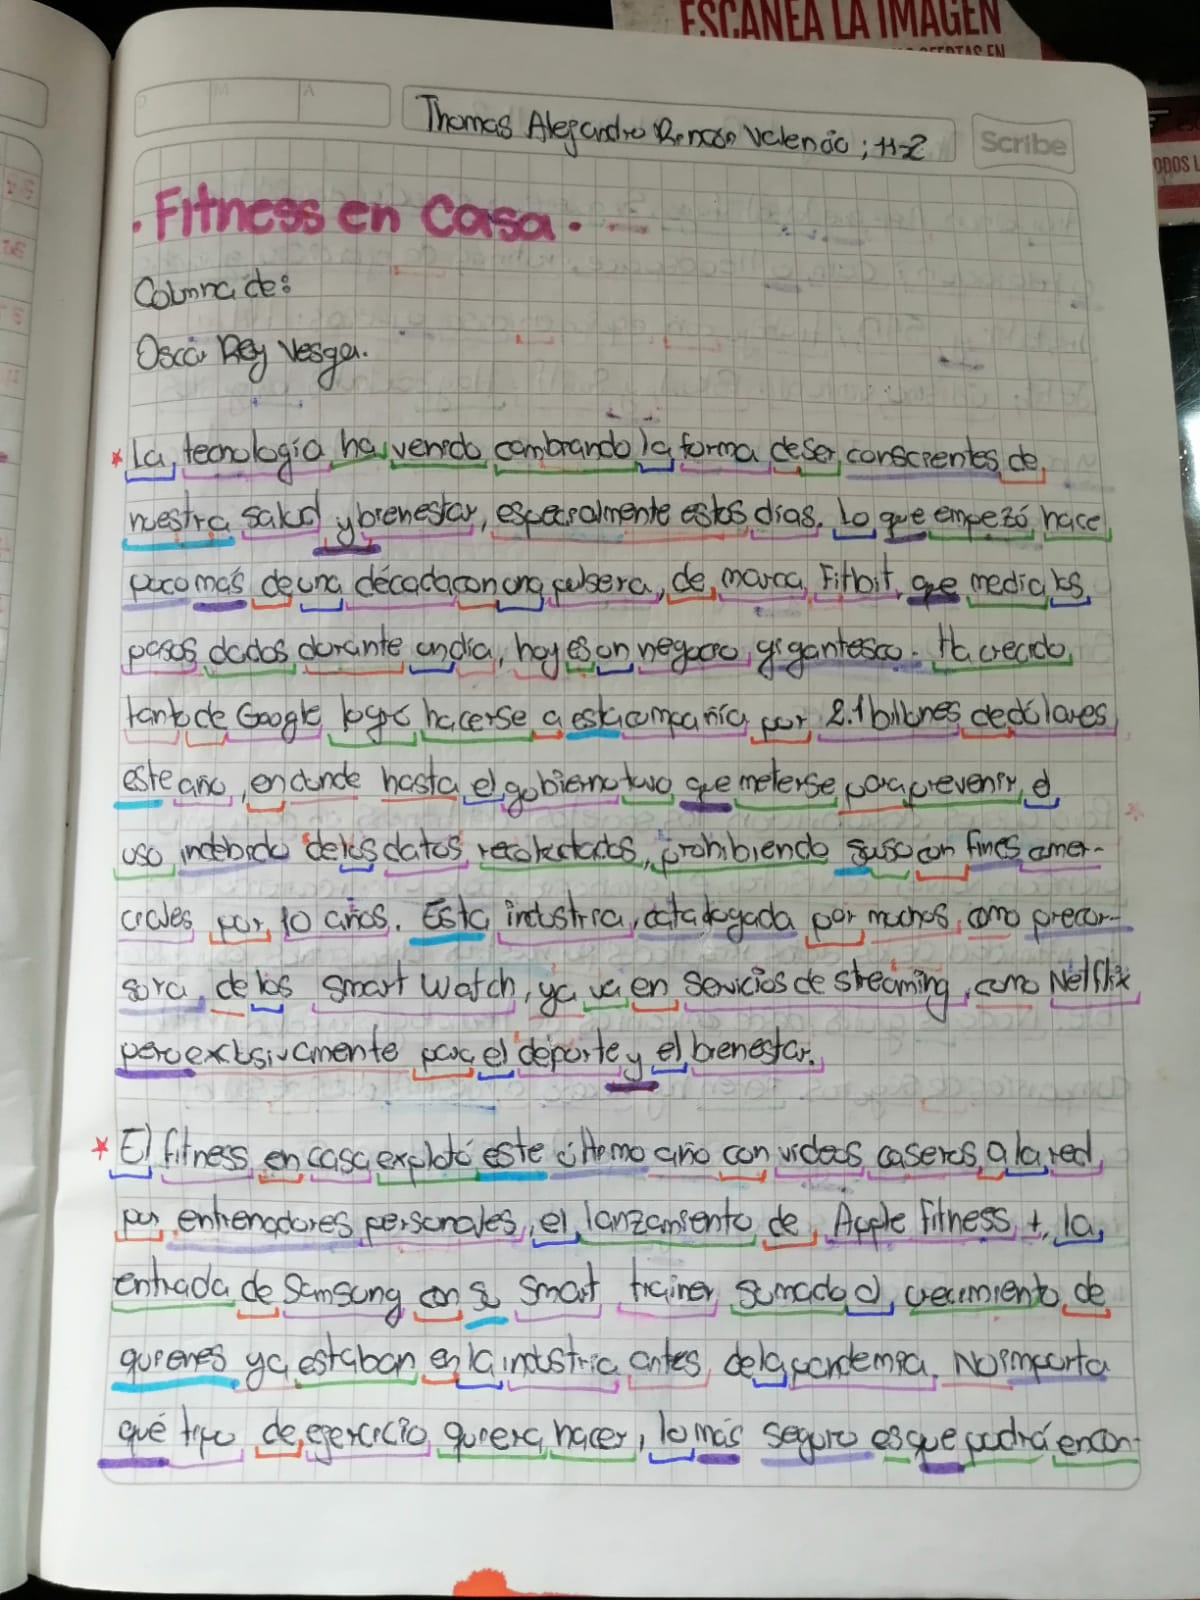 ESCANEA LA IMAGEN
OFERTAS EN
ODOS L
D M A
Thomas Alejandro Rincón Valencia ; 11-2
Scribe
. Fitness en Casa .
Columna de:
Oscar Rey Vesga.
* La tecnología ha venido cambiando la forma de ser conscientes de
nuestra salud y bienestar, especialmente estos días. Lo que empezó hace
poco más de una década con una pulsera, de marca Fitbit, que media los
pasos dados durante un día, hoy es un negocio gigantesco. Ha crecido
tanto de Google logró hacerse a esta compañía por 2.1 billones de dólares
este año, en donde hasta el gobierno tuvo que meterse para prevenir el
uso indebido de los datos recolectados, prohibiendo su uso con fines comer-
ciales por 10 años. Esta industria, catalogada por muchos como precur-
sora de los Smart Watch, ya va en servicios de streaming, como Netflix
pero exclusivamente para el deporte y el bienestar.
* El fitness en casa explotó este último año con videos caseros a la red
por entrenadores personales, el lanzamiento de Apple Fitness +, la
entrada de Samsung con su Smart trainer sumado al crecimiento de
quienes ya estaban en la industria antes de la pandemia. No importa
qué tipo de ejercicio quiera hacer, lo más seguro es que podrá encon-